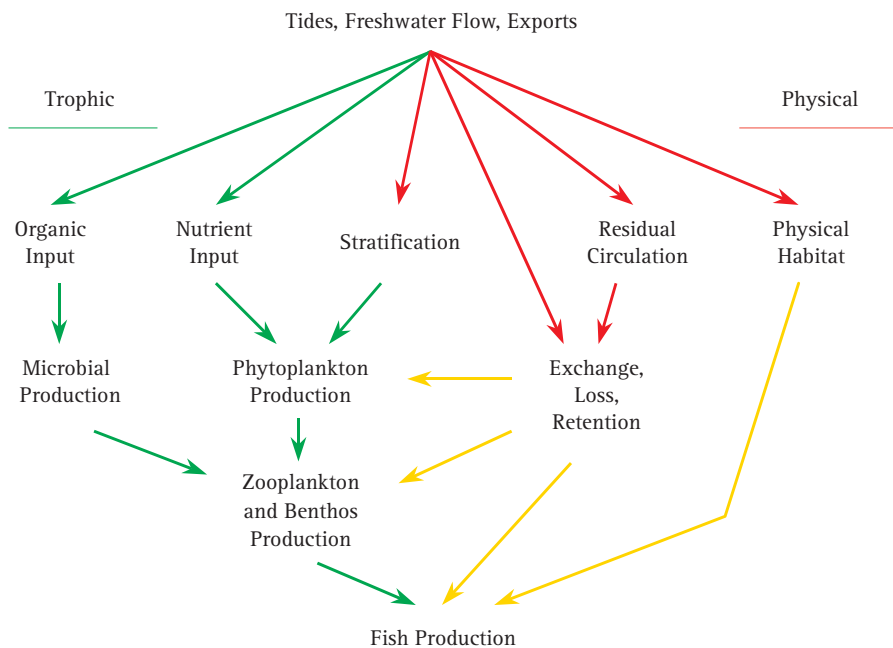 Tides, Freshwater Flow, Exports
Trophic
Physical
Organic
Input
Nutrient
Input
Stratification
Residual
Circulation
Physical
Habitat
Microbial
Production
Phytoplankton
Production
Exchange,
Loss,
Retention
Zooplankton
and Benthos
Production
Fish Production